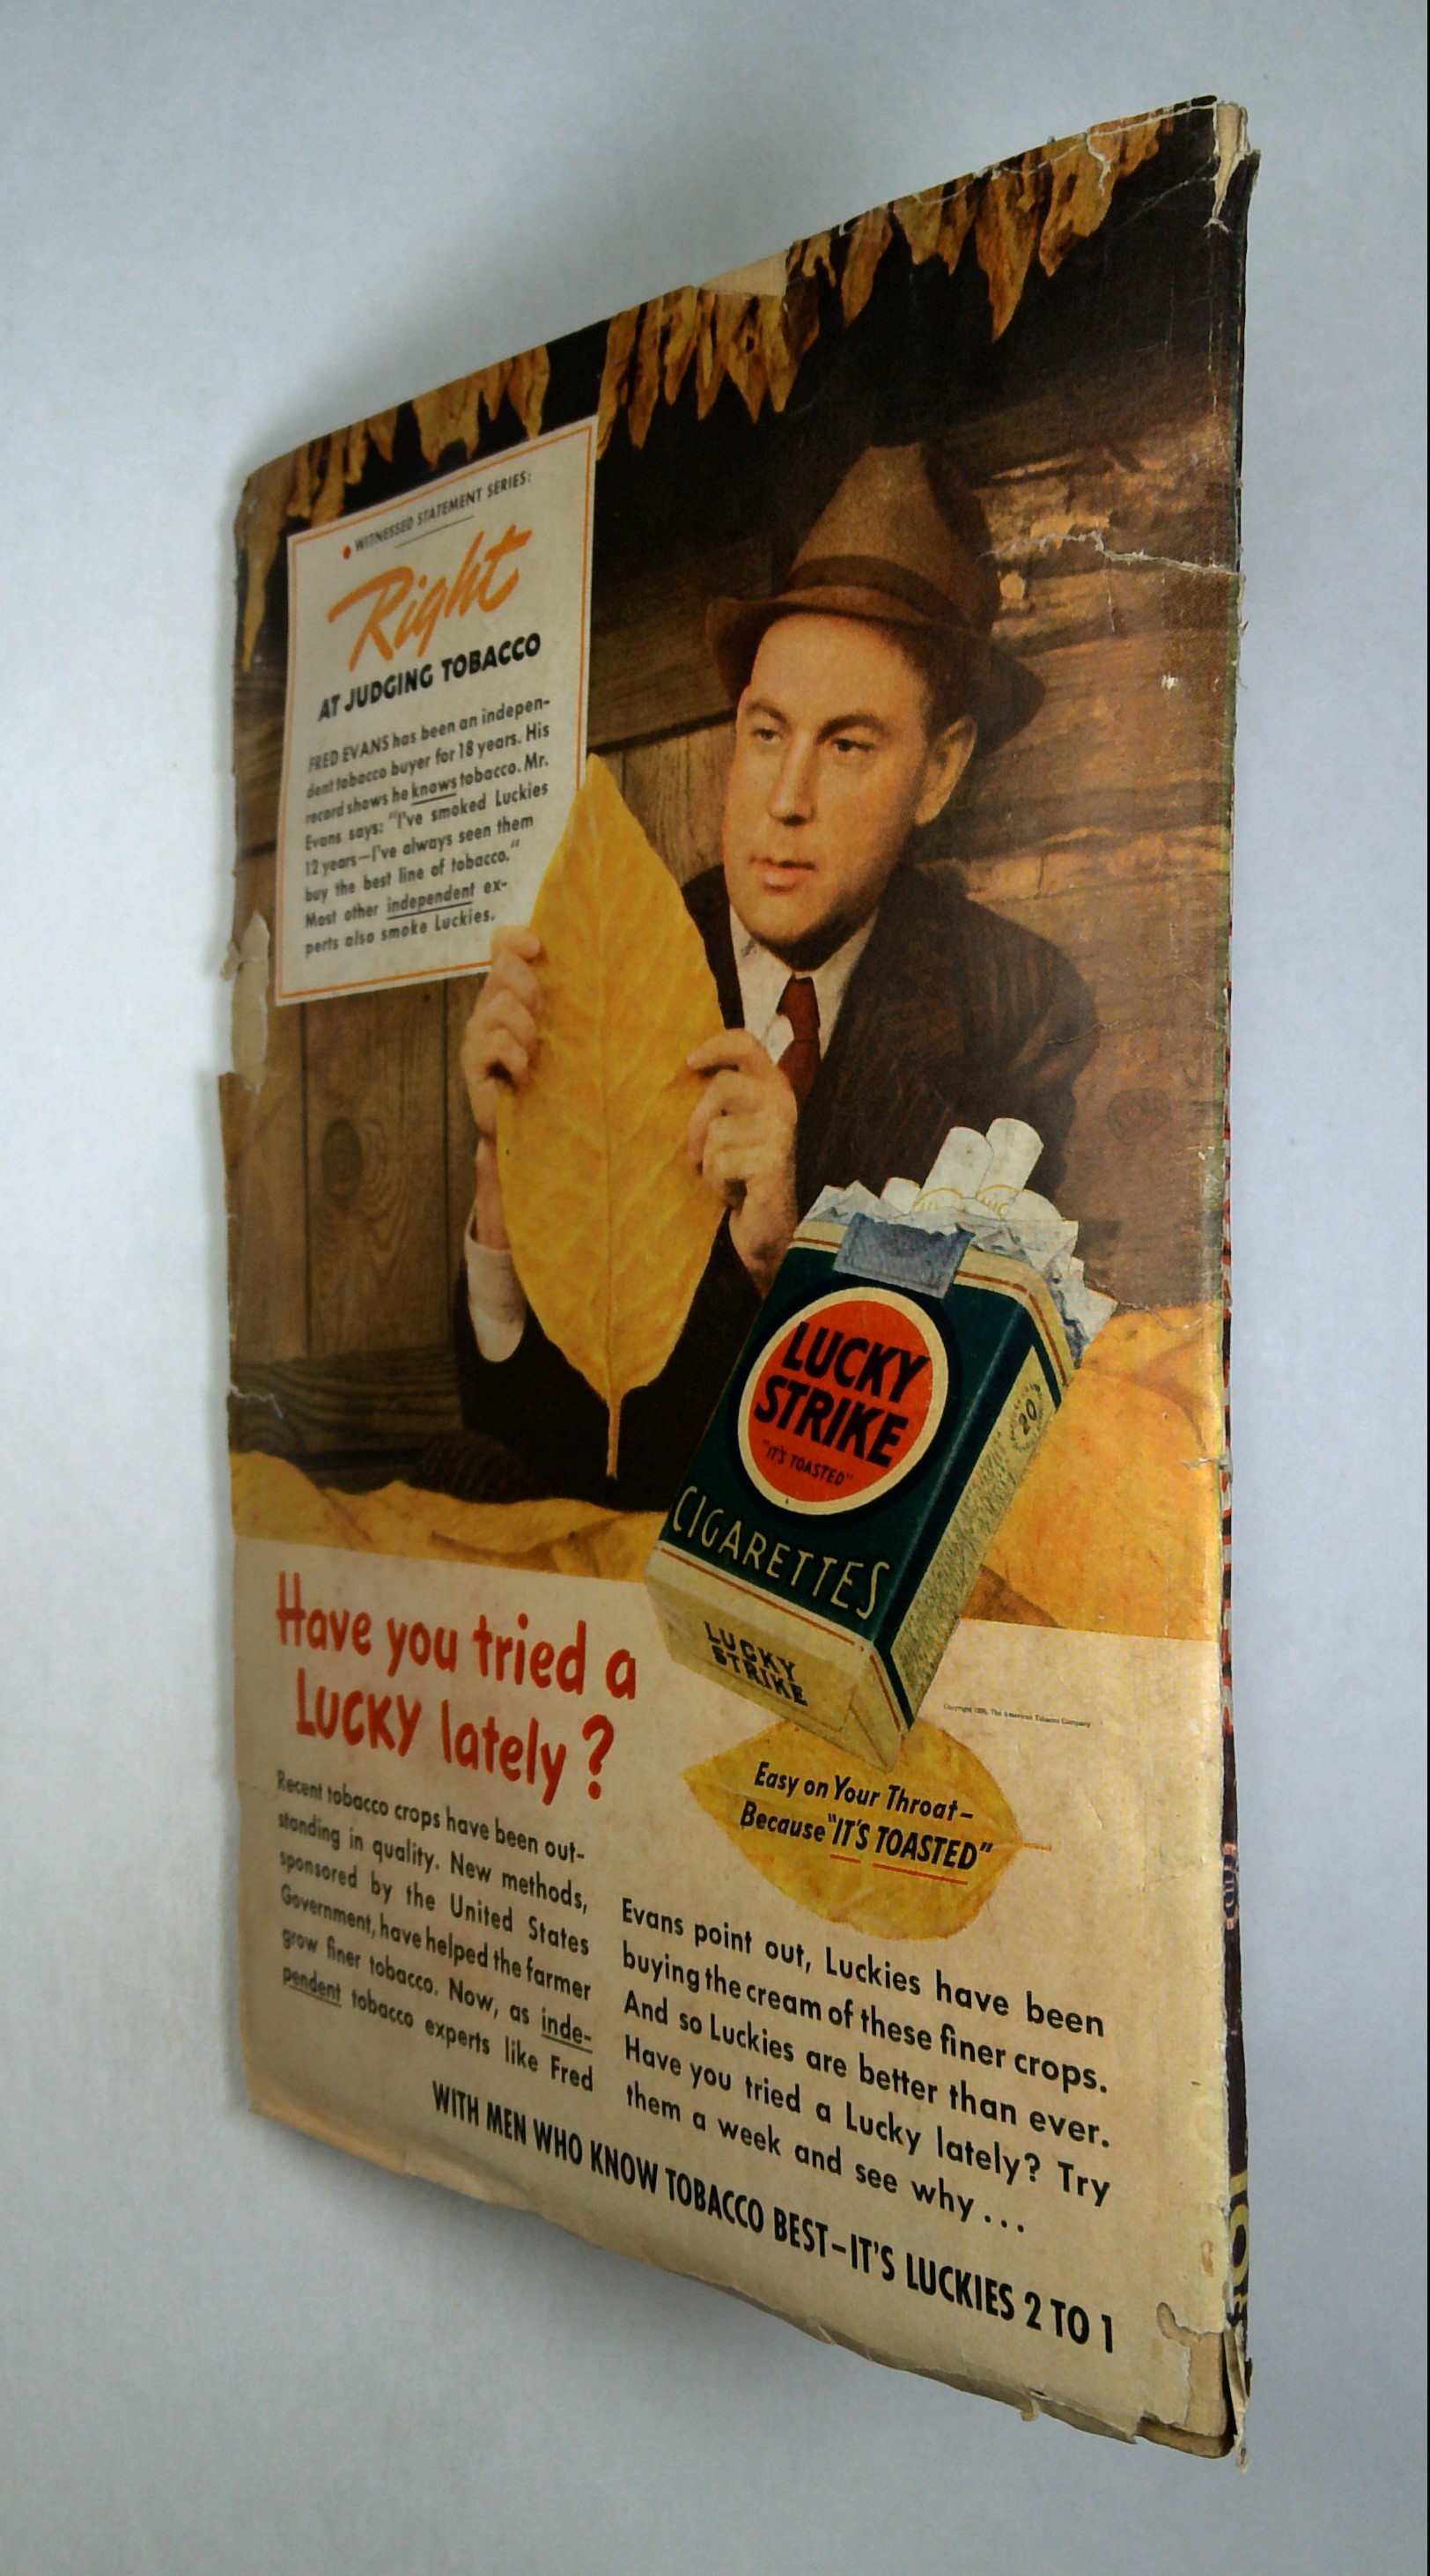 • WITNESSED STATEMENT SERIES:
Right
AT JUDGING TOBACCO
FRED EVANS has been an indepen-
dent tobacco buyer for 18 years. His
record shows he knows tobacco. Mr.
Evans says: "I've smoked Luckies
12 years—I've always seen them
buy the best line of tobacco."
Most other independent ex-
perts also smoke Luckies.
LUCKY
STRIKE
"IT'S TOASTED"
CIGARETTES
LUCKY
STRIKE
20
Have you tried a
LUCKY lately?
Copyright The American Tobacco Company
Easy on Your Throat—
Because "IT'S TOASTED"
Recent tobacco crops have been out-
standing in quality. New methods,
sponsored by the United States
Government, have helped the farmer
grow finer tobacco. Now, as inde-
pendent tobacco experts like Fred
Evans point out, Luckies have been
buying the cream of these finer crops.
And so Luckies are better than ever.
Have you tried a Lucky lately? Try
them a week and see why...
WITH MEN WHO KNOW TOBACCO BEST—IT'S LUCKIES 2 TO 1